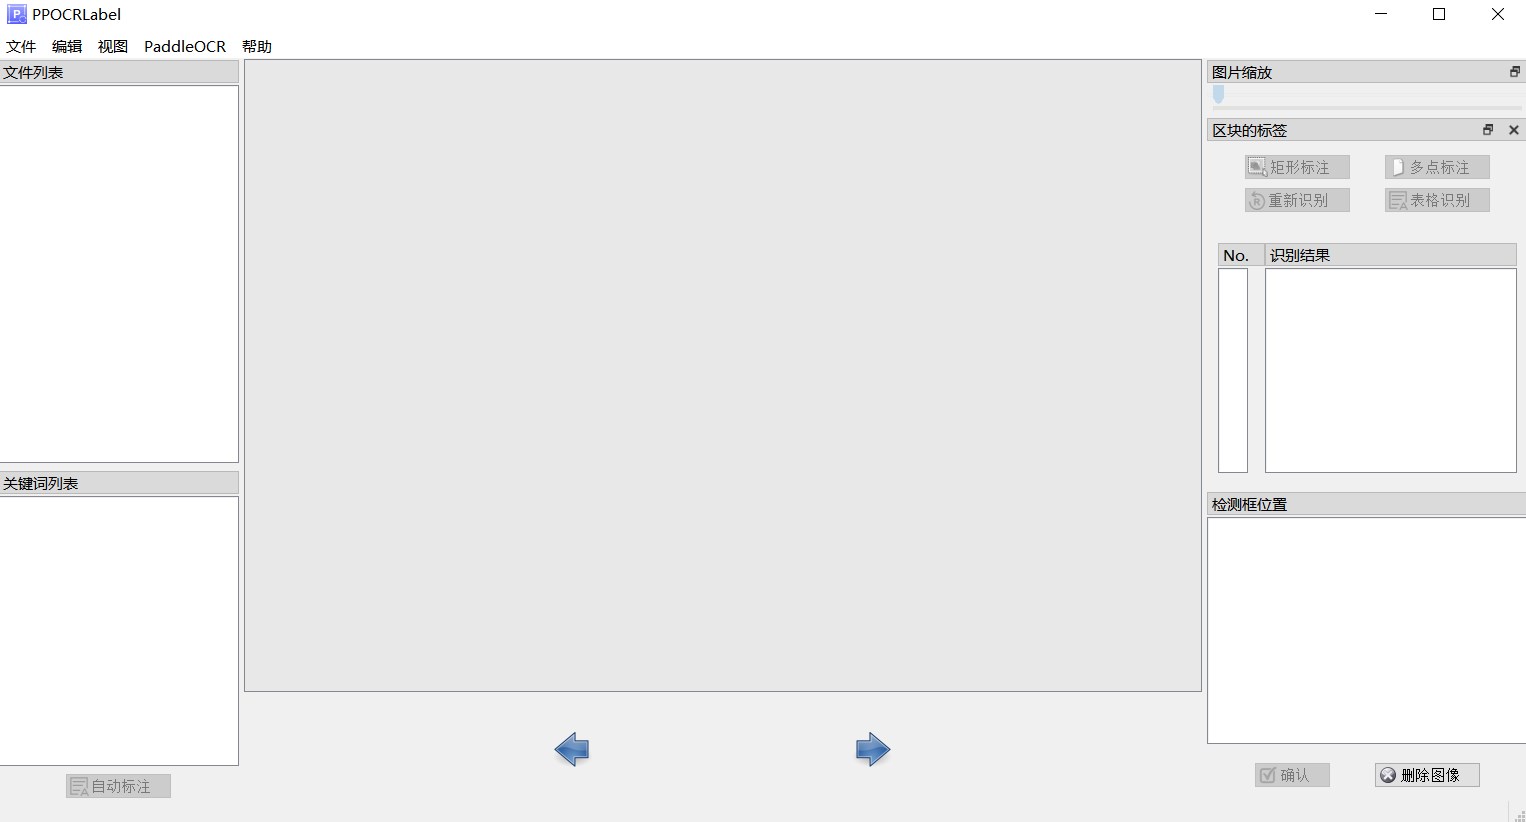 PPOCRLabel
文件 编辑 视图 PaddleOCR 帮助
文件列表
关键词列表
自动标注
图片缩放
区块的标签
矩形标注 多点标注
重新识别 表格识别
No. 识别结果
检测框位置
确认 删除图像